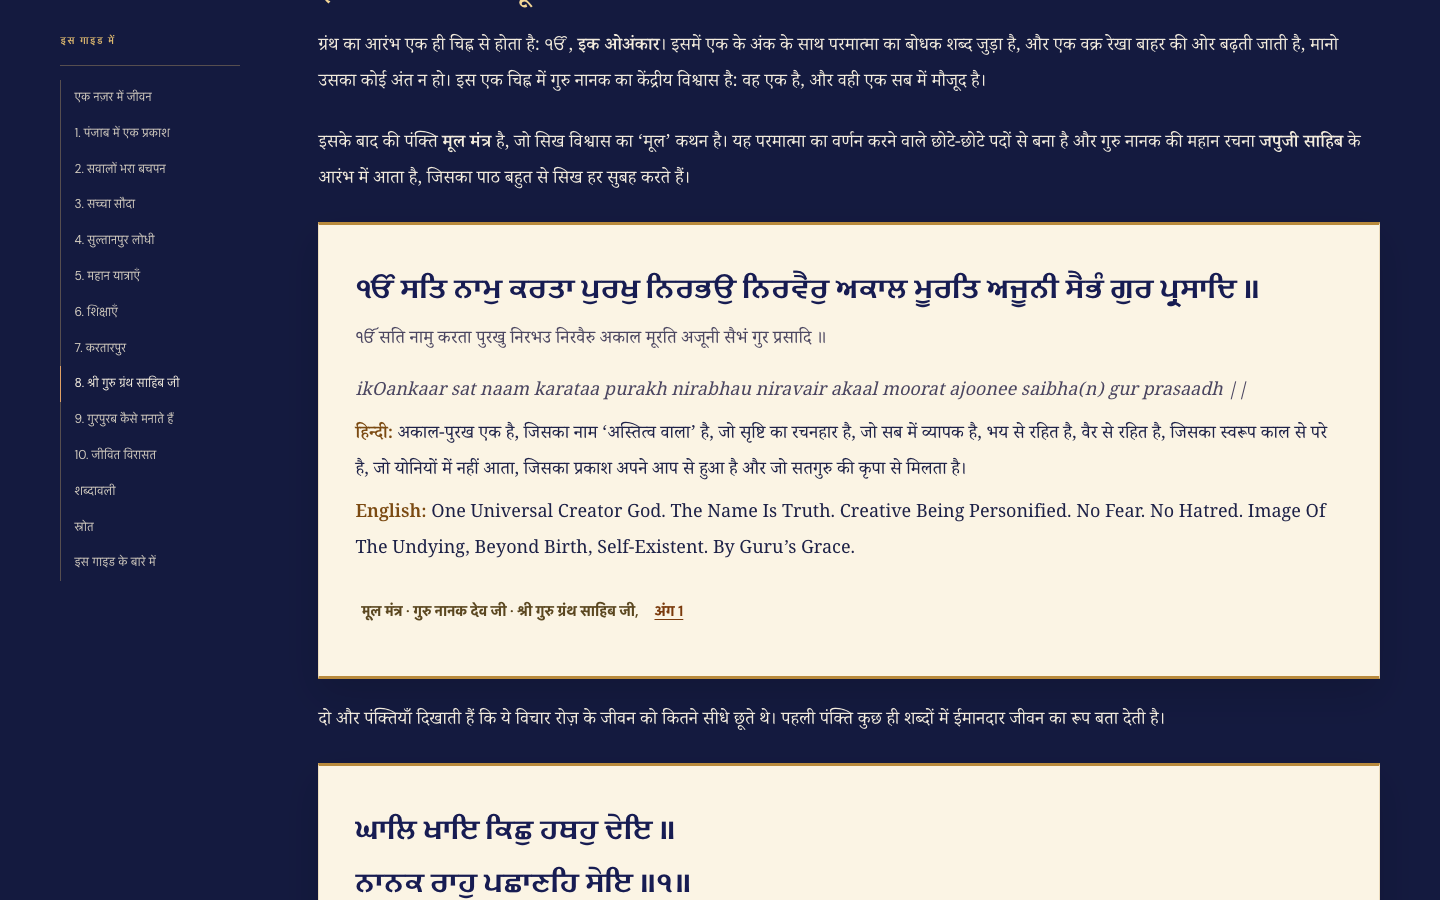 इस गाइड में
एक नज़र में जीवन
1. पंजाब में एक प्रकाश
2. सवालों भरा बचपन
3. सच्चा सौदा
4. सुल्तानपुर लोधी
5. महान यात्राएँ
6. शिक्षाएँ
7. करतारपुर
8. श्री गुरु ग्रंथ साहिब जी
9. गुरपुरब कैसे मनाते हैं
10. जीवित विरासत
शब्दावली
स्रोत
इस गाइड के बारे में
ग्रंथ का आरंभ एक ही चिह्न से होता है: ੴ, इक ओअंकार। इसमें एक के अंक के साथ परमात्मा का बोधक शब्द जुड़ा है, और एक वक्र रेखा बाहर की ओर बढ़ती जाती है, मानो
उसका कोई अंत न हो। इस एक चिह्न में गुरु नानक का केंद्रीय विश्वास है: वह एक है, और वही एक सब में मौजूद है।
इसके बाद की पंक्ति मूल मंत्र है, जो सिख विश्वास का ‘मूल’ कथन है। यह परमात्मा का वर्णन करने वाले छोटे-छोटे पदों से बना है और गुरु नानक की महान रचना जपुजी साहिब के
आरंभ में आता है, जिसका पाठ बहुत से सिख हर सुबह करते हैं।
ੴ ਸਤਿ ਨਾਮੁ ਕਰਤਾ ਪੁਰਖੁ ਨਿਰਭਉ ਨਿਰਵੈਰੁ ਅਕਾਲ ਮੂਰਤਿ ਅਜੂਨੀ ਸੈਭੰ ਗੁਰ ਪ੍ਰਸਾਦਿ ॥
ੴ सति नामु करता पुरखु निरभउ निरवैरु अकाल मूरति अजूनी सैभं गुर प्रसादि ॥
ikOankaar sat naam karataa purakh nirabhau niravair akaal moorat ajoonee saibha(n) gur prasaadh ||
हिन्दी: अकाल-पुरख एक है, जिसका नाम ‘अस्तित्व वाला’ है, जो सृष्टि का रचनहार है, जो सब में व्यापक है, भय से रहित है, वैर से रहित है, जिसका स्वरूप काल से परे
है, जो योनियों में नहीं आता, जिसका प्रकाश अपने आप से हुआ है और जो सतगुरु की कृपा से मिलता है।
English: One Universal Creator God. The Name Is Truth. Creative Being Personified. No Fear. No Hatred. Image Of
The Undying, Beyond Birth, Self-Existent. By Guru’s Grace.
मूल मंत्र · गुरु नानक देव जी · श्री गुरु ग्रंथ साहिब जी, अंग 1
दो और पंक्तियाँ दिखाती हैं कि ये विचार रोज़ के जीवन को कितने सीधे छूते थे। पहली पंक्ति कुछ ही शब्दों में ईमानदार जीवन का रूप बता देती है।
ਘਾਲਿ ਖਾਇ ਕਿਛੁ ਹਥਹੁ ਦੇਇ ॥
ਨਾਨਕ ਰਾਹੁ ਪਛਾਣਹਿ ਸੇਇ ॥੧॥